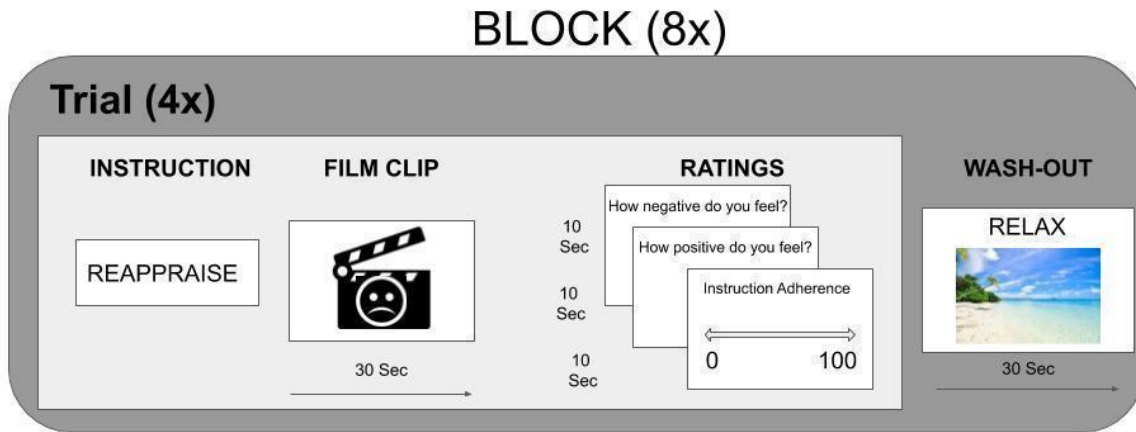 BLOCK (8x)
Trial (4x)
INSTRUCTION
FILM CLIP
RATINGS
WASH-OUT
REAPPRAISE
30 Sec
10
Sec
10
Sec
10
Sec
How negative do you feel?
How positive do you feel?
Instruction Adherence
0 100
RELAX
30 Sec